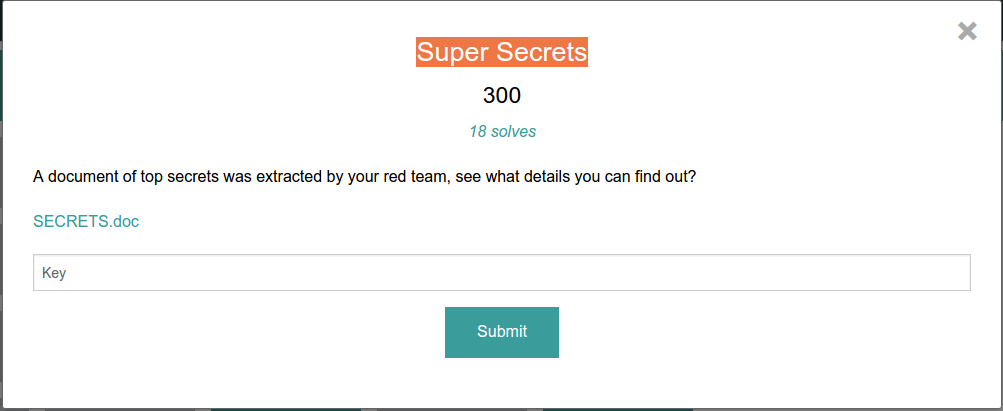 Super Secrets
300
18 solves
A document of top secrets was extracted by your red team, see what details you can find out?
SECRETS.doc
Key
Submit